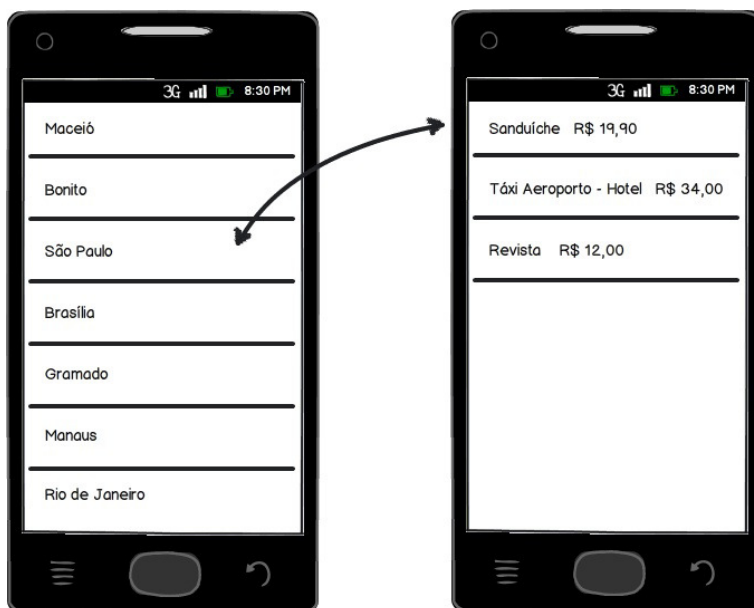 3G 8:30 PM
Maceió
Bonito
São Paulo
Brasília
Gramado
Manaus
Rio de Janeiro
3G 8:30 PM
Sanduíche R$ 19,90
Táxi Aeroporto - Hotel R$ 34,00
Revista R$ 12,00